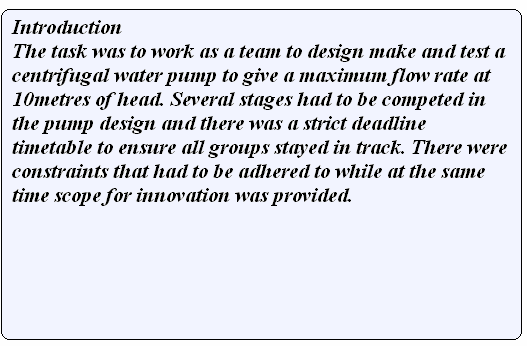 Introduction
The task was to work as a team to design make and test a
centrifugal water pump to give a maximum flow rate at
10metres of head. Several stages had to be competed in
the pump design and there was a strict deadline
timetable to ensure all groups stayed in track. There were
constraints that had to be adhered to while at the same
time scope for innovation was provided.